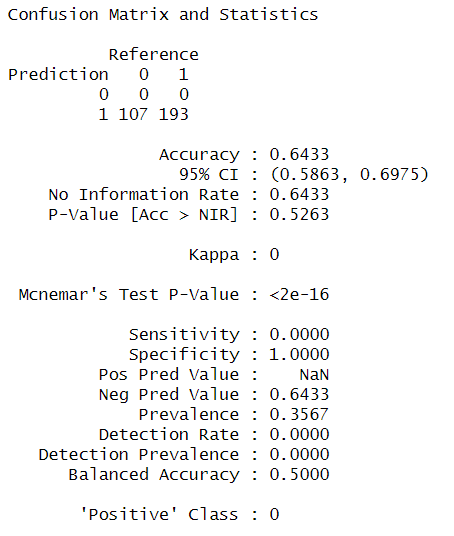 Confusion Matrix and Statistics
Reference
Prediction 0 1
0 0 0
1 107 193
Accuracy : 0.6433
95% CI : (0.5863, 0.6975)
No Information Rate : 0.6433
P-Value [Acc > NIR] : 0.5263
Kappa : 0
Mcnemar's Test P-Value : <2e-16
Sensitivity : 0.0000
Specificity : 1.0000
Pos Pred Value : NaN
Neg Pred Value : 0.6433
Prevalence : 0.3567
Detection Rate : 0.0000
Detection Prevalence : 0.0000
Balanced Accuracy : 0.5000
'Positive' Class : 0